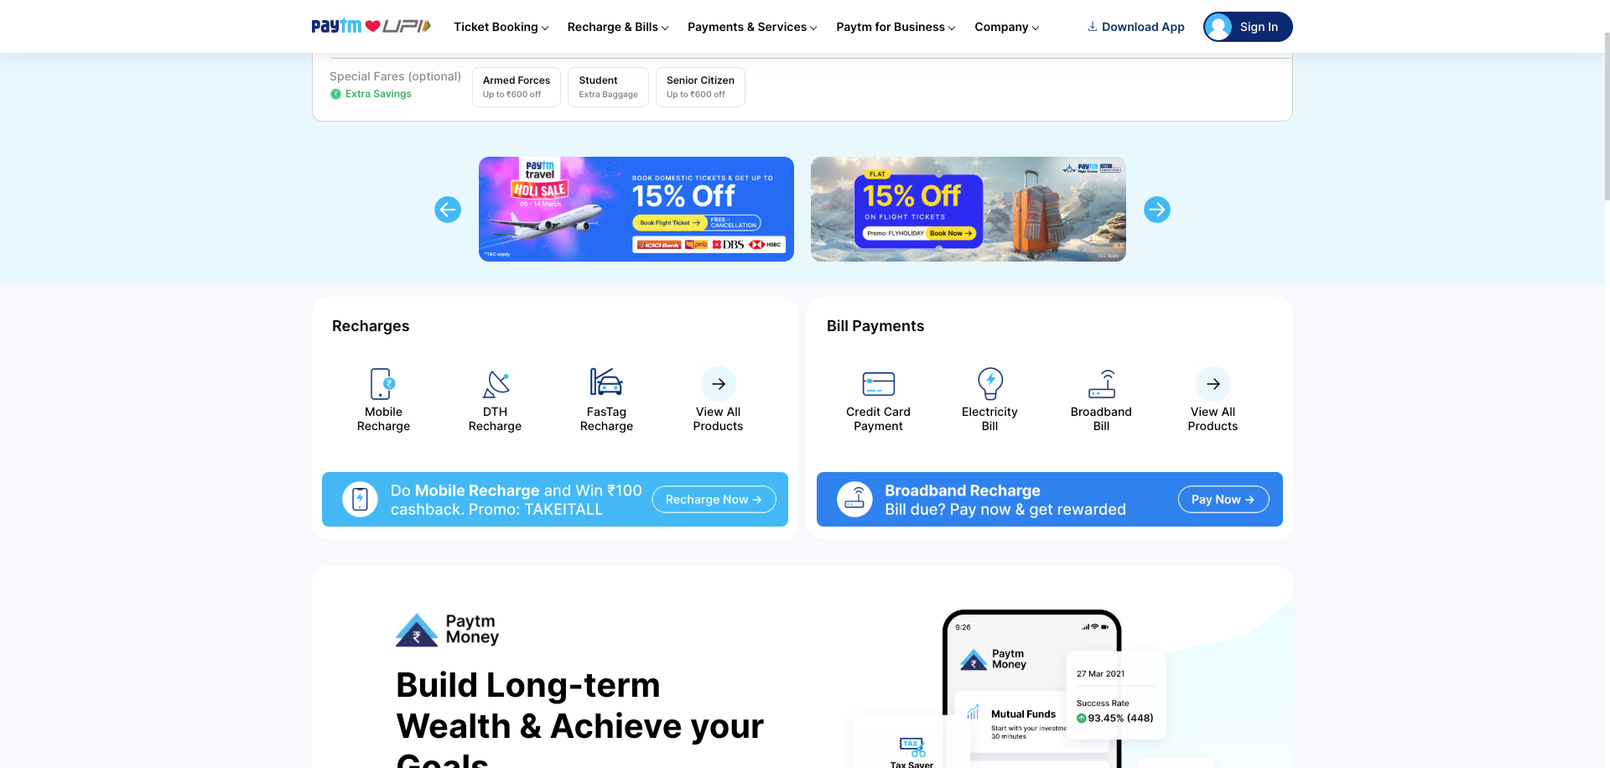 paytm UPI
Ticket Booking
Recharge & Bills
Payments & Services
Paytm for Business
Company
Download App
Sign In
Special Fares (optional)
Extra Savings
Armed Forces
Up to ₹600 off
Student
Extra Baggage
Senior Citizen
Up to ₹600 off
paytm
travel
HOLI SALE
05 - 14 March
BOOK DOMESTIC TICKETS & GET UP TO
15% Off
Book Flight Ticket →
FREE
CANCELLATION
ICICI Bank pnb DBS HSBC
*T&C apply
FLAT
15% Off
ON FLIGHT TICKETS
Promo: FLYHOLIDAY
Book Now →
paytm
Flight Tickets
T&C Apply
Recharges
Mobile
Recharge
DTH
Recharge
FasTag
Recharge
View All
Products
Do Mobile Recharge and Win ₹100
cashback. Promo: TAKEITALL
Recharge Now →
Bill Payments
Credit Card
Payment
Electricity
Bill
Broadband
Bill
View All
Products
Broadband Recharge
Bill due? Pay now & get rewarded
Pay Now →
Paytm
Money
Build Long-term
Wealth & Achieve your
Goals
9:26
Paytm
Money
27 Mar 2021
Success Rate
93.45% (448)
Mutual Funds
Start with your investme
30 minutes
TAX
Tax Saver